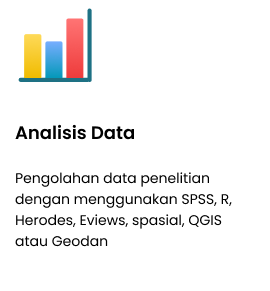 Analisis Data
Pengolahan data penelitian
dengan menggunakan SPSS, R,
Herodes, Eviews, spasial, QGIS
atau Geodan